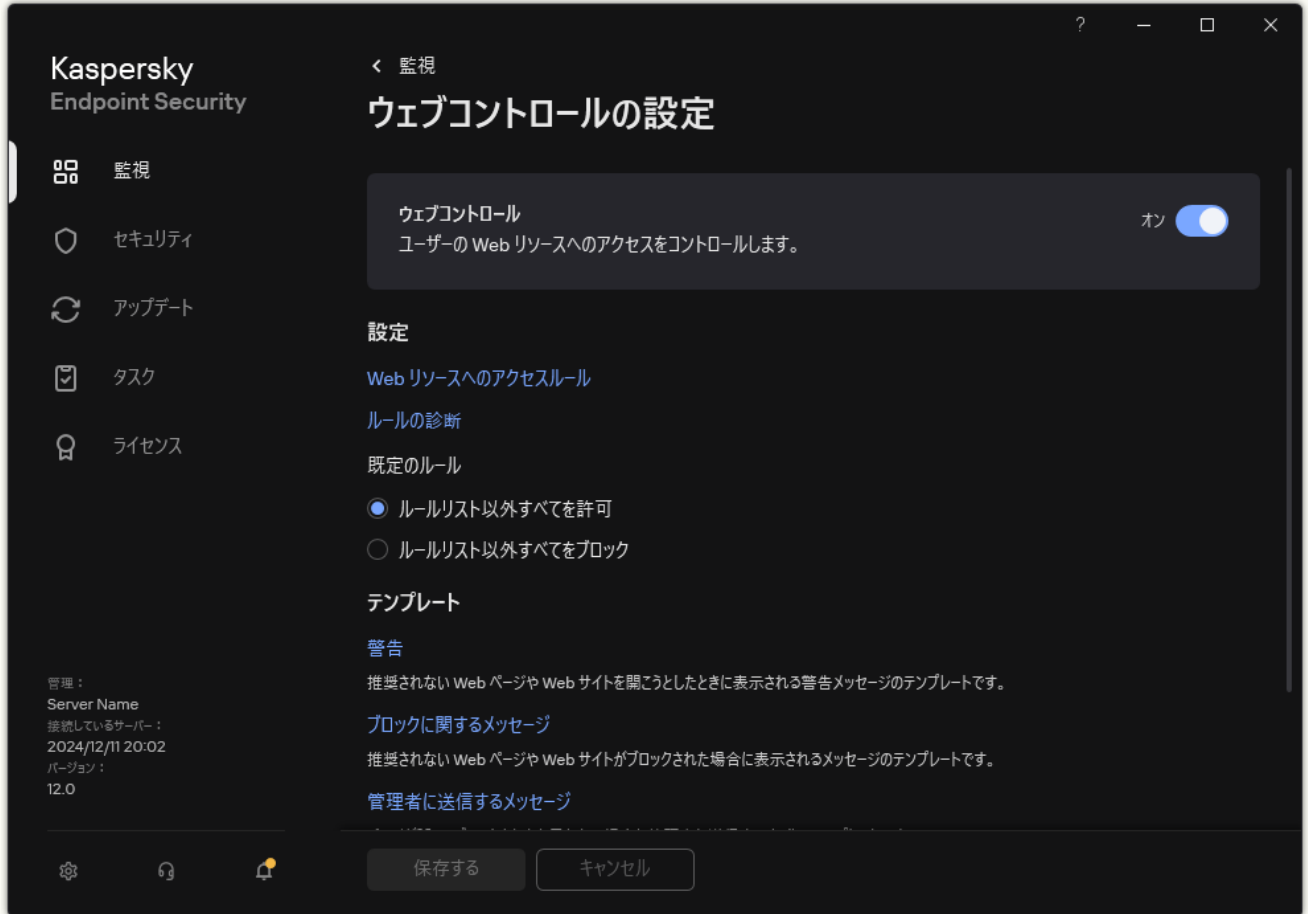 ?
Kaspersky
Endpoint Security
監視
セキュリティ
アップデート
タスク
ライセンス
管理：
Server Name
接続しているサーバー：
2024/12/11 20:02
バージョン：
12.0
監視
ウェブコントロールの設定
ウェブコントロール
ユーザーの Web リソースへのアクセスをコントロールします。
オン
設定
Web リソースへのアクセスルール
ルールの診断
既定のルール
ルールリスト以外すべてを許可
ルールリスト以外すべてをブロック
テンプレート
警告
推奨されない Web ページや Web サイトを開こうとしたときに表示される警告メッセージのテンプレートです。
ブロックに関するメッセージ
推奨されない Web ページや Web サイトがブロックされた場合に表示されるメッセージのテンプレートです。
管理者に送信するメッセージ
保存する
キャンセル